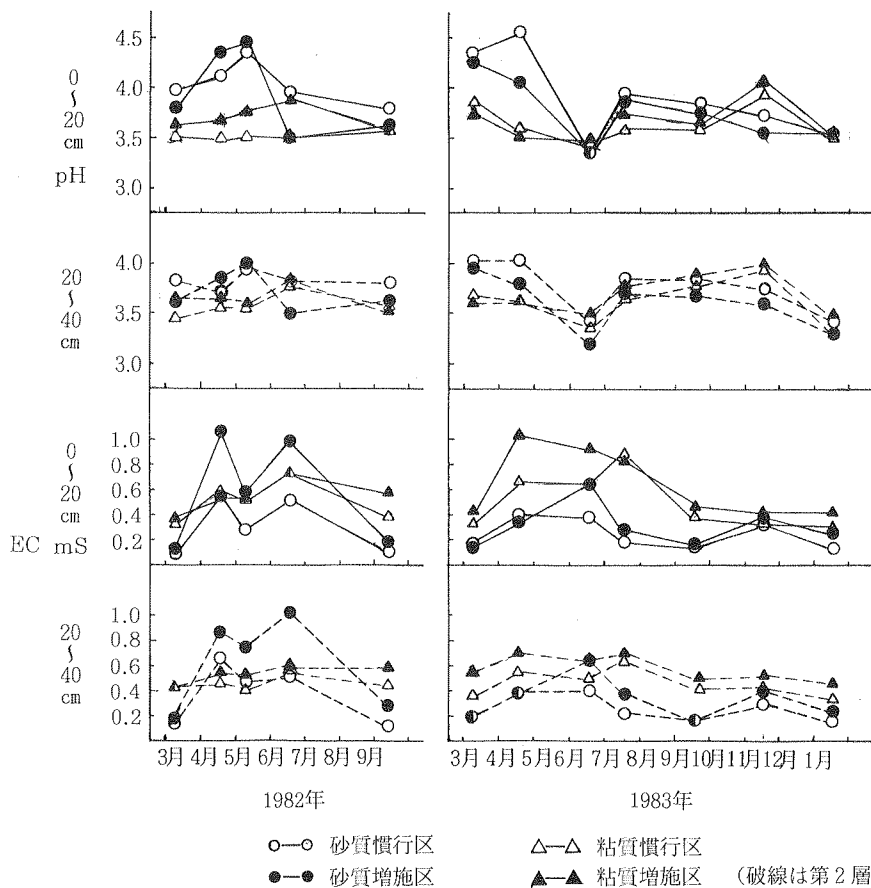 4.5
4.0
3.5
3.0
0
〜
20
cm
pH
4.0
3.5
3.0
20
〜
40
cm
1.0
0.8
0.6
0.4
0.2
0
〜
20
cm
EC mS
1.0
0.8
0.6
0.4
0.2
20
〜
40
cm
3月 4月 5月 6月 7月 8月 9月
1982年
3月 4月 5月 6月 7月 8月 9月 10月 11月 12月 1月
1983年
○—○ 砂質慣行区
△—△ 粘質慣行区
●—● 砂質増施区
▲—▲ 粘質増施区 (破線は第2層